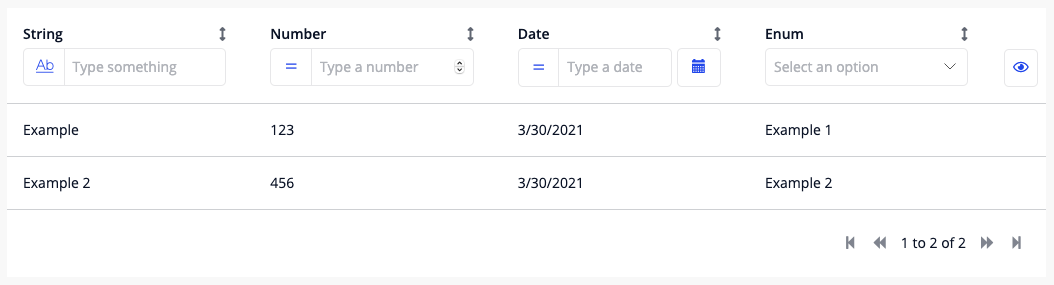 String Number Date Enum
Ab Type something = Type a number = Type a date Select an option
Example 123 3/30/2021 Example 1
Example 2 456 3/30/2021 Example 2
1 to 2 of 2